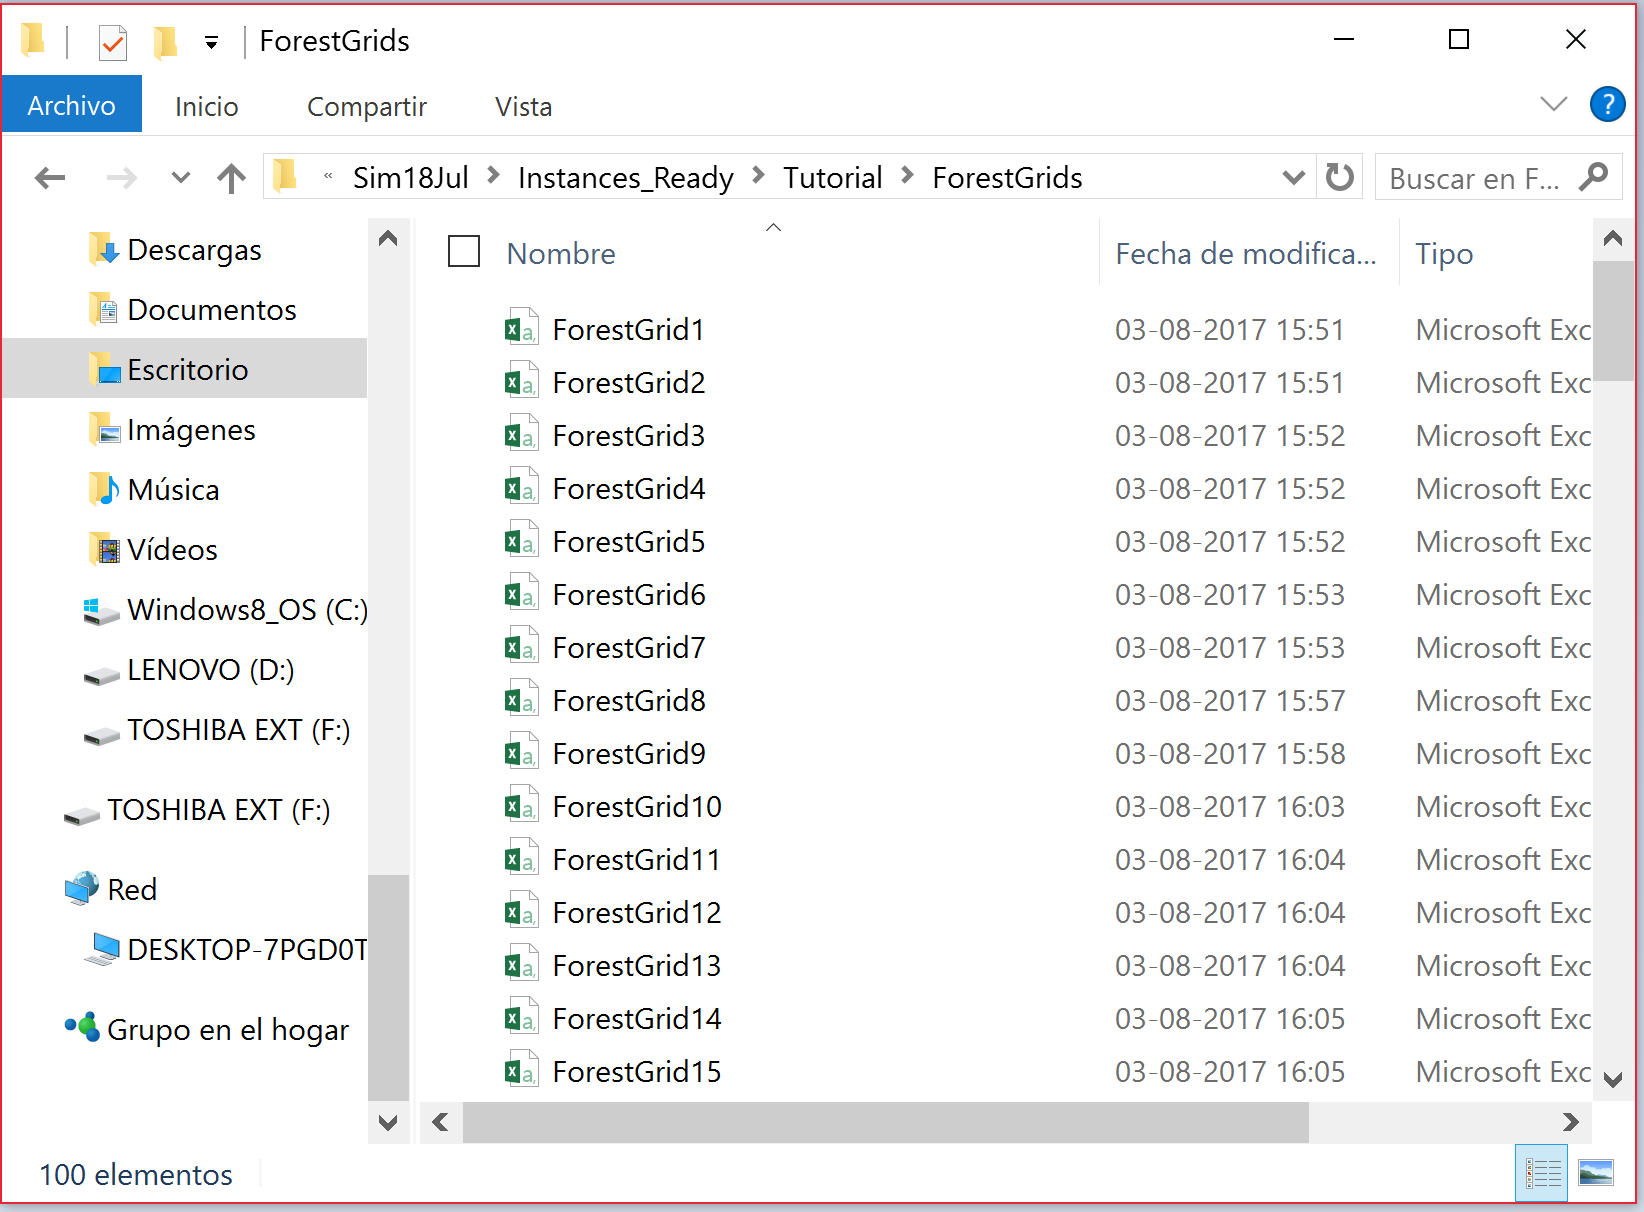 ForestGrids
Archivo Inicio Compartir Vista
« Sim18Jul Instances_Ready Tutorial ForestGrids Buscar en F...
Descargas
Documentos
Escritorio
Imágenes
Música
Vídeos
Windows8_OS (C:)
LENOVO (D:)
TOSHIBA EXT (F:)
TOSHIBA EXT (F:)
Red
DESKTOP-7PGD0T
Grupo en el hogar
Nombre Fecha de modifica... Tipo
ForestGrid1 03-08-2017 15:51 Microsoft Exc
ForestGrid2 03-08-2017 15:51 Microsoft Exc
ForestGrid3 03-08-2017 15:52 Microsoft Exc
ForestGrid4 03-08-2017 15:52 Microsoft Exc
ForestGrid5 03-08-2017 15:52 Microsoft Exc
ForestGrid6 03-08-2017 15:53 Microsoft Exc
ForestGrid7 03-08-2017 15:53 Microsoft Exc
ForestGrid8 03-08-2017 15:57 Microsoft Exc
ForestGrid9 03-08-2017 15:58 Microsoft Exc
ForestGrid10 03-08-2017 16:03 Microsoft Exc
ForestGrid11 03-08-2017 16:04 Microsoft Exc
ForestGrid12 03-08-2017 16:04 Microsoft Exc
ForestGrid13 03-08-2017 16:04 Microsoft Exc
ForestGrid14 03-08-2017 16:05 Microsoft Exc
ForestGrid15 03-08-2017 16:05 Microsoft Exc
100 elementos